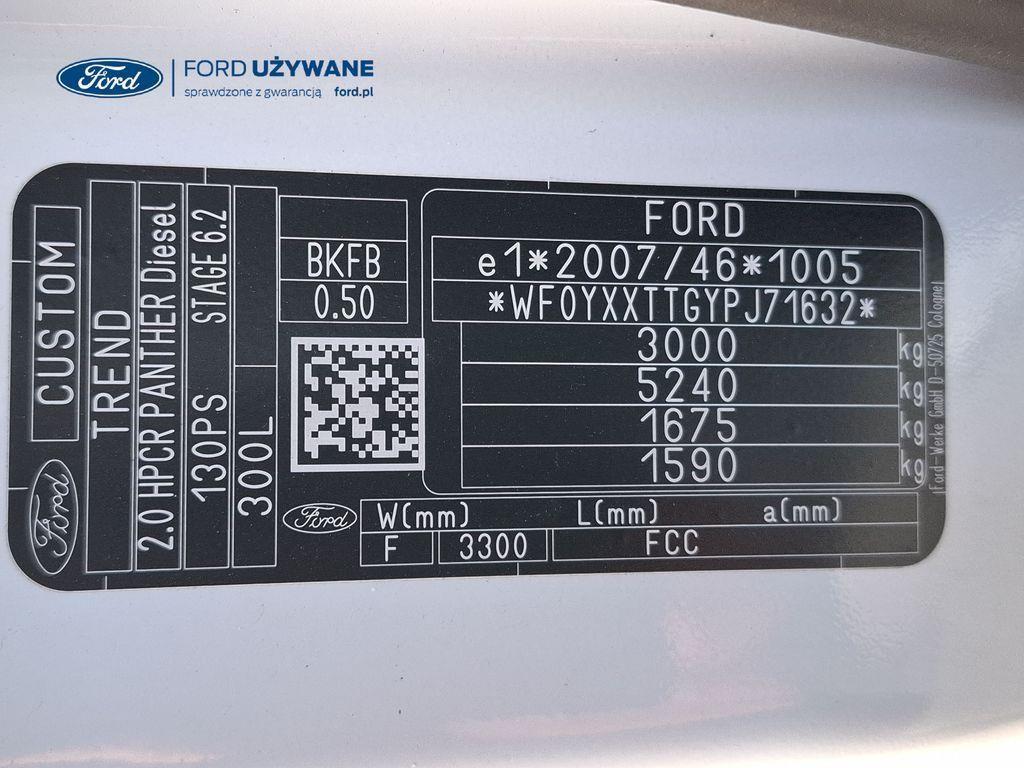 Ford
FORD UŻYWANE
sprawdzone z gwarancją ford.pl
Ford
CUSTOM
TREND
2.0 HPCR PANTHER Diesel
130PS STAGE 6.2
300L
BKFB
0.50
FORD
e1*2007/46*1005
*WF0YXXTTGYPJ71632*
3000 kg
5240 kg
1675 kg
1590 kg
Ford-Werke GmbH D-50725 Cologne
Ford
W(mm) L(mm) a(mm)
F 3300 FCC